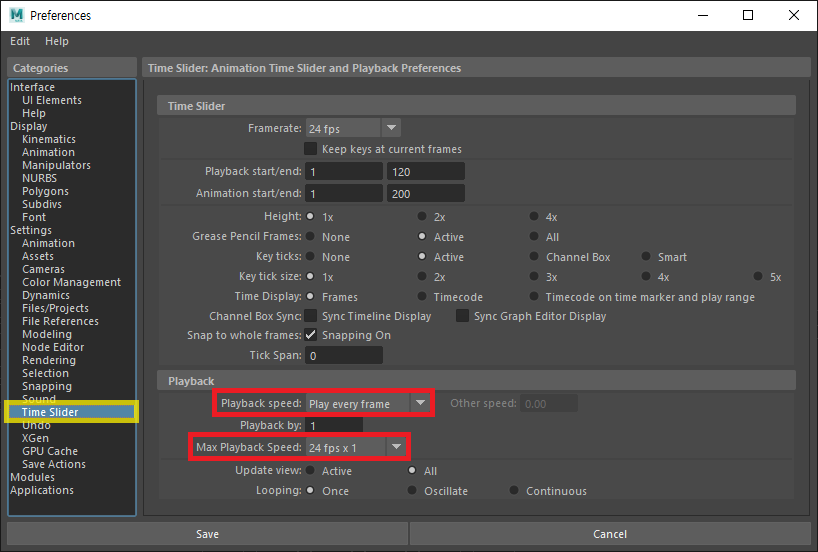 Preferences
Edit Help
Categories
Interface
UI Elements
Help
Display
Kinematics
Animation
Manipulators
NURBS
Polygons
Subdivs
Font
Settings
Animation
Assets
Cameras
Color Management
Dynamics
Files/Projects
File References
Modeling
Node Editor
Rendering
Selection
Snapping
Sound
Time Slider
Undo
XGen
GPU Cache
Save Actions
Modules
Applications
Time Slider: Animation Time Slider and Playback Preferences
Time Slider
Framerate: 24 fps
Keep keys at current frames
Playback start/end: 1 120
Animation start/end: 1 200
Height: 1x 2x 4x
Grease Pencil Frames: None Active All
Key ticks: None Active Channel Box Smart
Key tick size: 1x 2x 3x 4x 5x
Time Display: Frames Timecode Timecode on time marker and play range
Channel Box Sync: Sync Timeline Display Sync Graph Editor Display
Snap to whole frames: Snapping On
Tick Span: 0
Playback
Playback speed: Play every frame Other speed: 0.00
Playback by: 1
Max Playback Speed: 24 fps x 1
Update view: Active All
Looping: Once Oscillate Continuous
Save Cancel